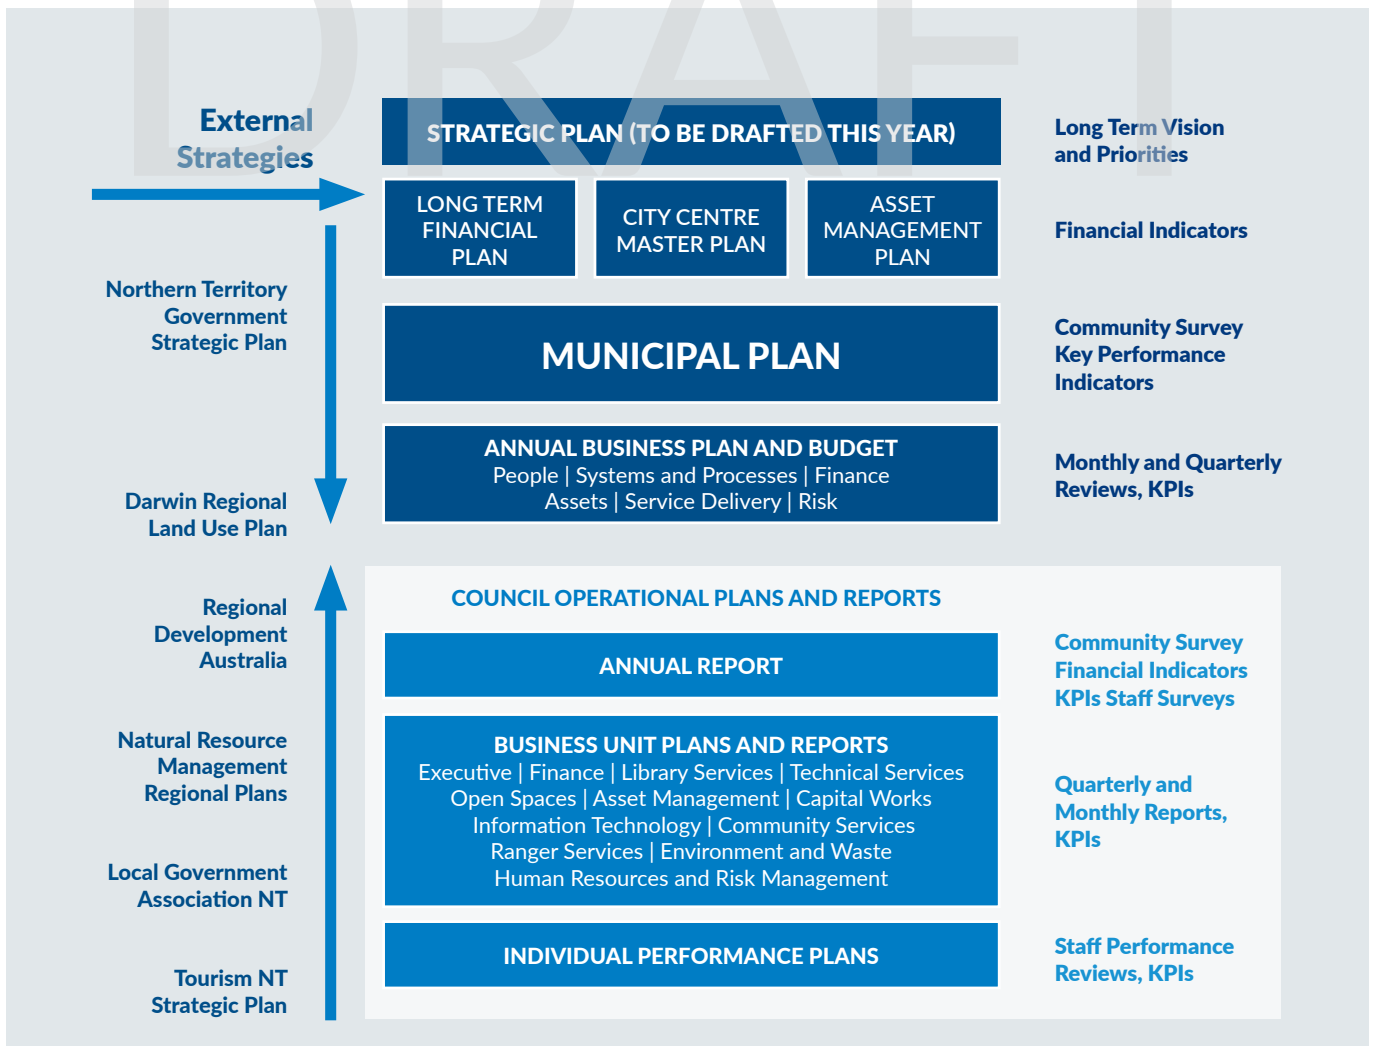 DRAFT
External
Strategies
STRATEGIC PLAN (TO BE DRAFTED THIS YEAR)
Long Term Vision
and Priorities
LONG TERM
FINANCIAL
PLAN
CITY CENTRE
MASTER PLAN
ASSET
MANAGEMENT
PLAN
Financial Indicators
Northern Territory
Government
Strategic Plan
MUNICIPAL PLAN
Community Survey
Key Performance
Indicators
ANNUAL BUSINESS PLAN AND BUDGET
People | Systems and Processes | Finance
Assets | Service Delivery | Risk
Monthly and Quarterly
Reviews, KPIs
Darwin Regional
Land Use Plan
COUNCIL OPERATIONAL PLANS AND REPORTS
Regional
Development
Australia
ANNUAL REPORT
Community Survey
Financial Indicators
KPIs Staff Surveys
Natural Resource
Management
Regional Plans
BUSINESS UNIT PLANS AND REPORTS
Executive | Finance | Library Services | Technical Services
Open Spaces | Asset Management | Capital Works
Information Technology | Community Services
Ranger Services | Environment and Waste
Human Resources and Risk Management
Quarterly and
Monthly Reports,
KPIs
Local Government
Association NT
INDIVIDUAL PERFORMANCE PLANS
Staff Performance
Reviews, KPIs
Tourism NT
Strategic Plan